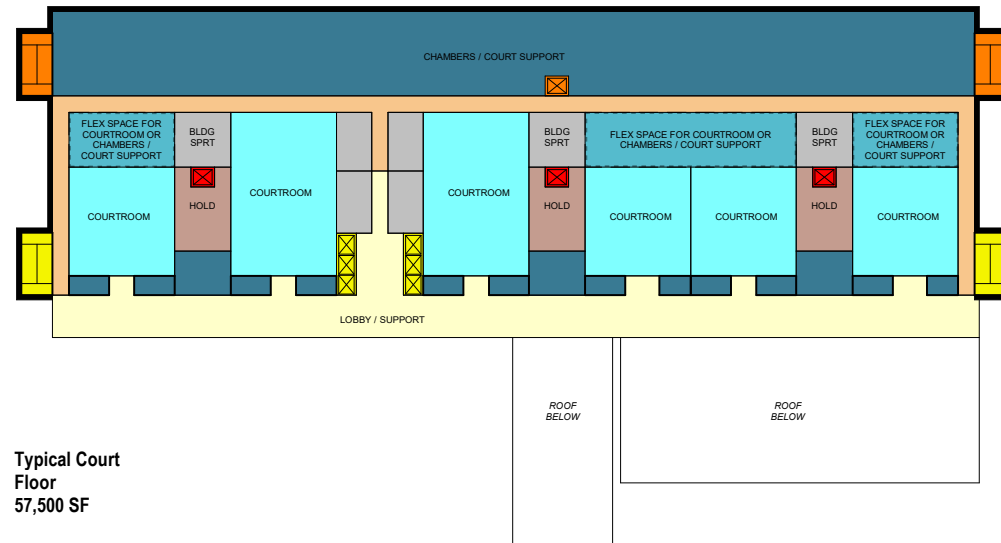 CHAMBERS / COURT SUPPORT
FLEX SPACE FOR
COURTROOM OR
CHAMBERS /
COURT SUPPORT
BLDG
SPRT
BLDG
SPRT
FLEX SPACE FOR COURTROOM OR
CHAMBERS / COURT SUPPORT
BLDG
SPRT
FLEX SPACE FOR
COURTROOM OR
CHAMBERS /
COURT SUPPORT
COURTROOM
HOLD
COURTROOM
COURTROOM
HOLD
COURTROOM
COURTROOM
HOLD
COURTROOM
LOBBY / SUPPORT
ROOF
BELOW
ROOF
BELOW
Typical Court
Floor
57,500 SF